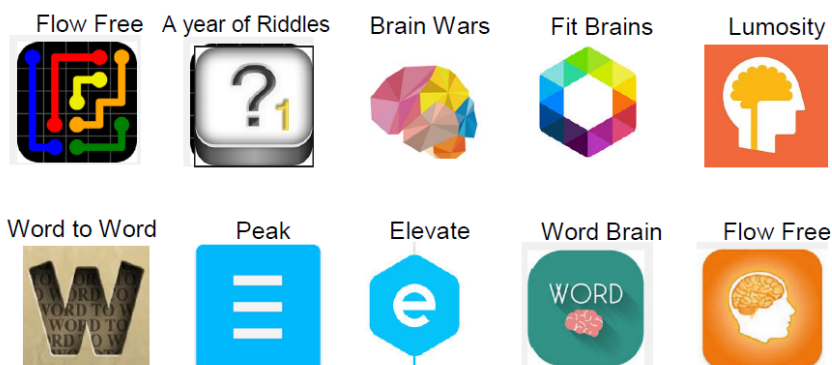 Flow Free
A year of Riddles
Brain Wars
Fit Brains
Lumosity
?1
Word to Word
Peak
Elevate
Word Brain
Flow Free
W
e
WORD